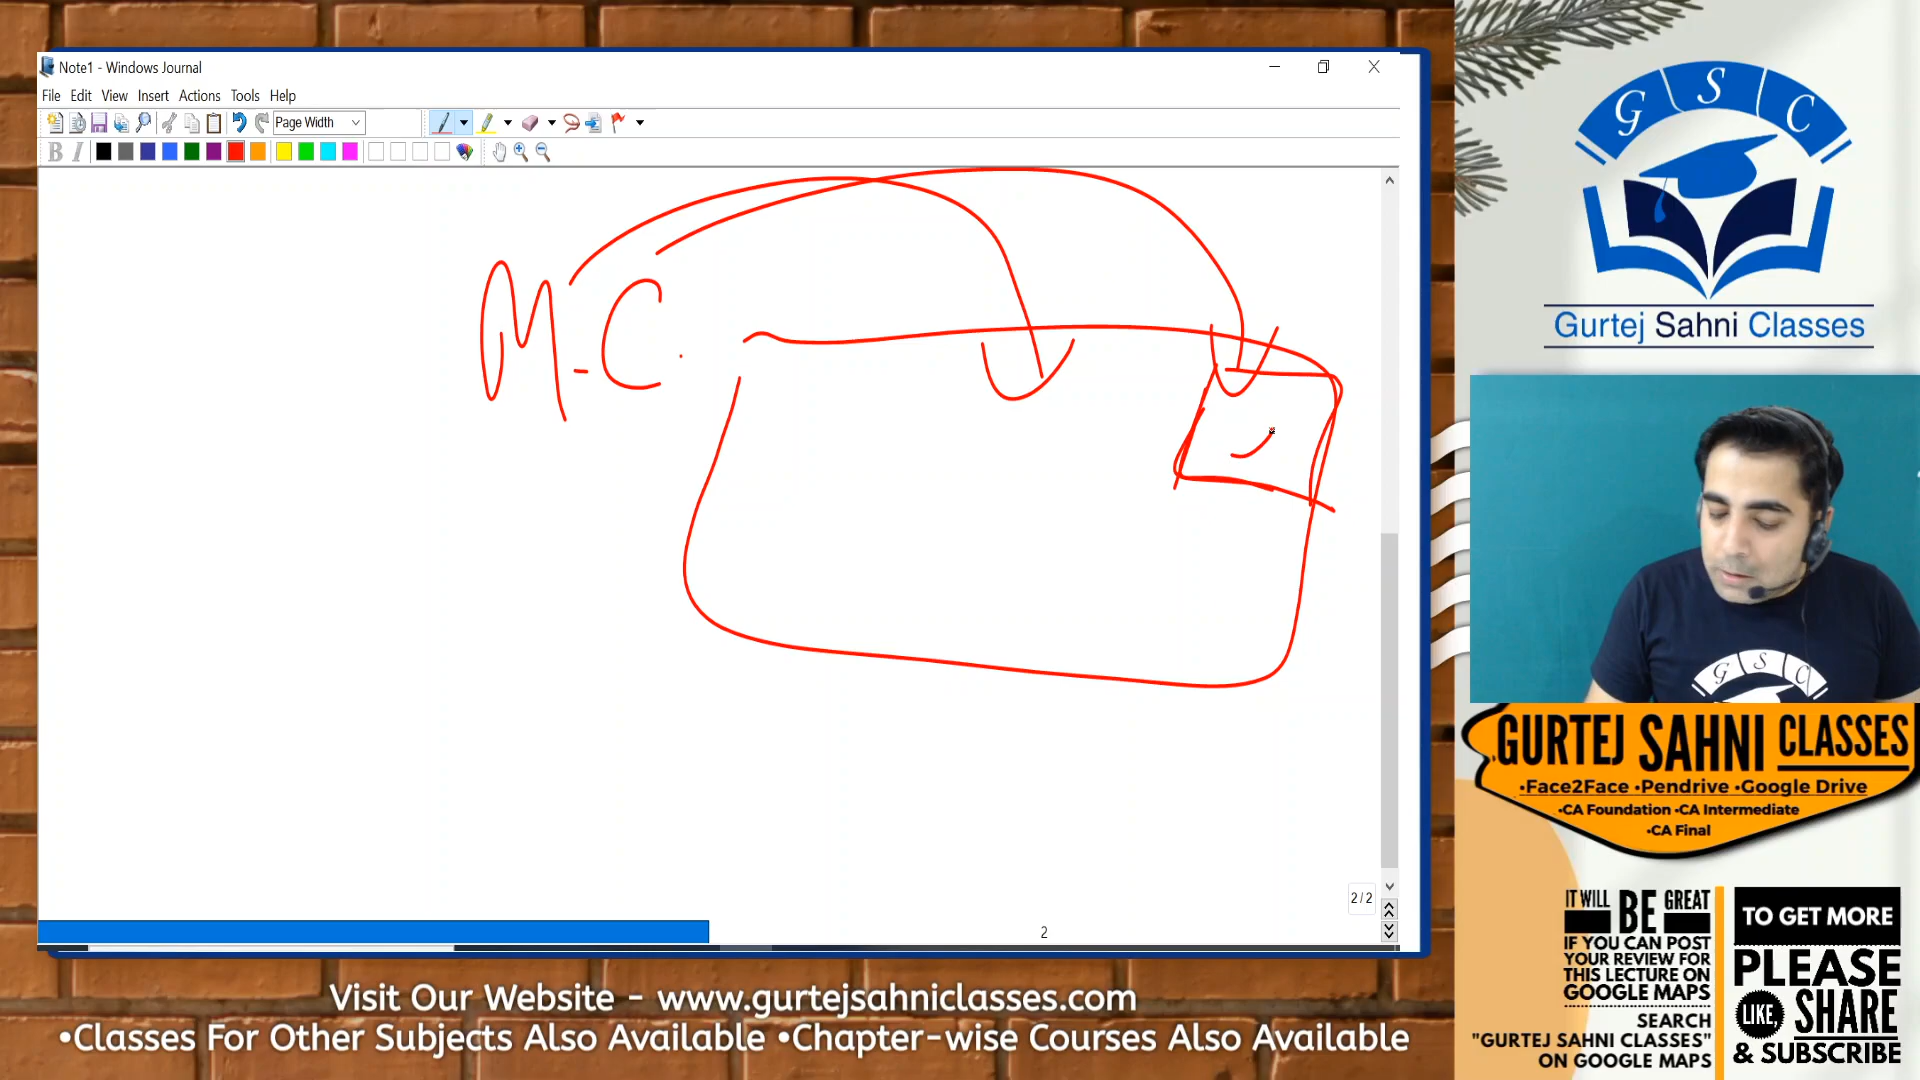 Note1 - Windows Journal
File Edit View Insert Actions Tools Help
Page Width
B I
M.C.
2 / 2
2
G S C
Gurtej Sahni Classes
G S C
GURTEJ SAHNI CLASSES
•Face2Face •Pendrive •Google Drive
•CA Foundation •CA Intermediate
•CA Final
IT WILL BE GREAT
IF YOU CAN POST
YOUR REVIEW FOR
THIS LECTURE ON
GOOGLE MAPS
SEARCH
"GURTEJ SAHNI CLASSES"
ON GOOGLE MAPS
TO GET MORE
PLEASE
LIKE, SHARE
& SUBSCRIBE
Visit Our Website - www.gurtejsahniclasses.com
•Classes For Other Subjects Also Available •Chapter-wise Courses Also Available